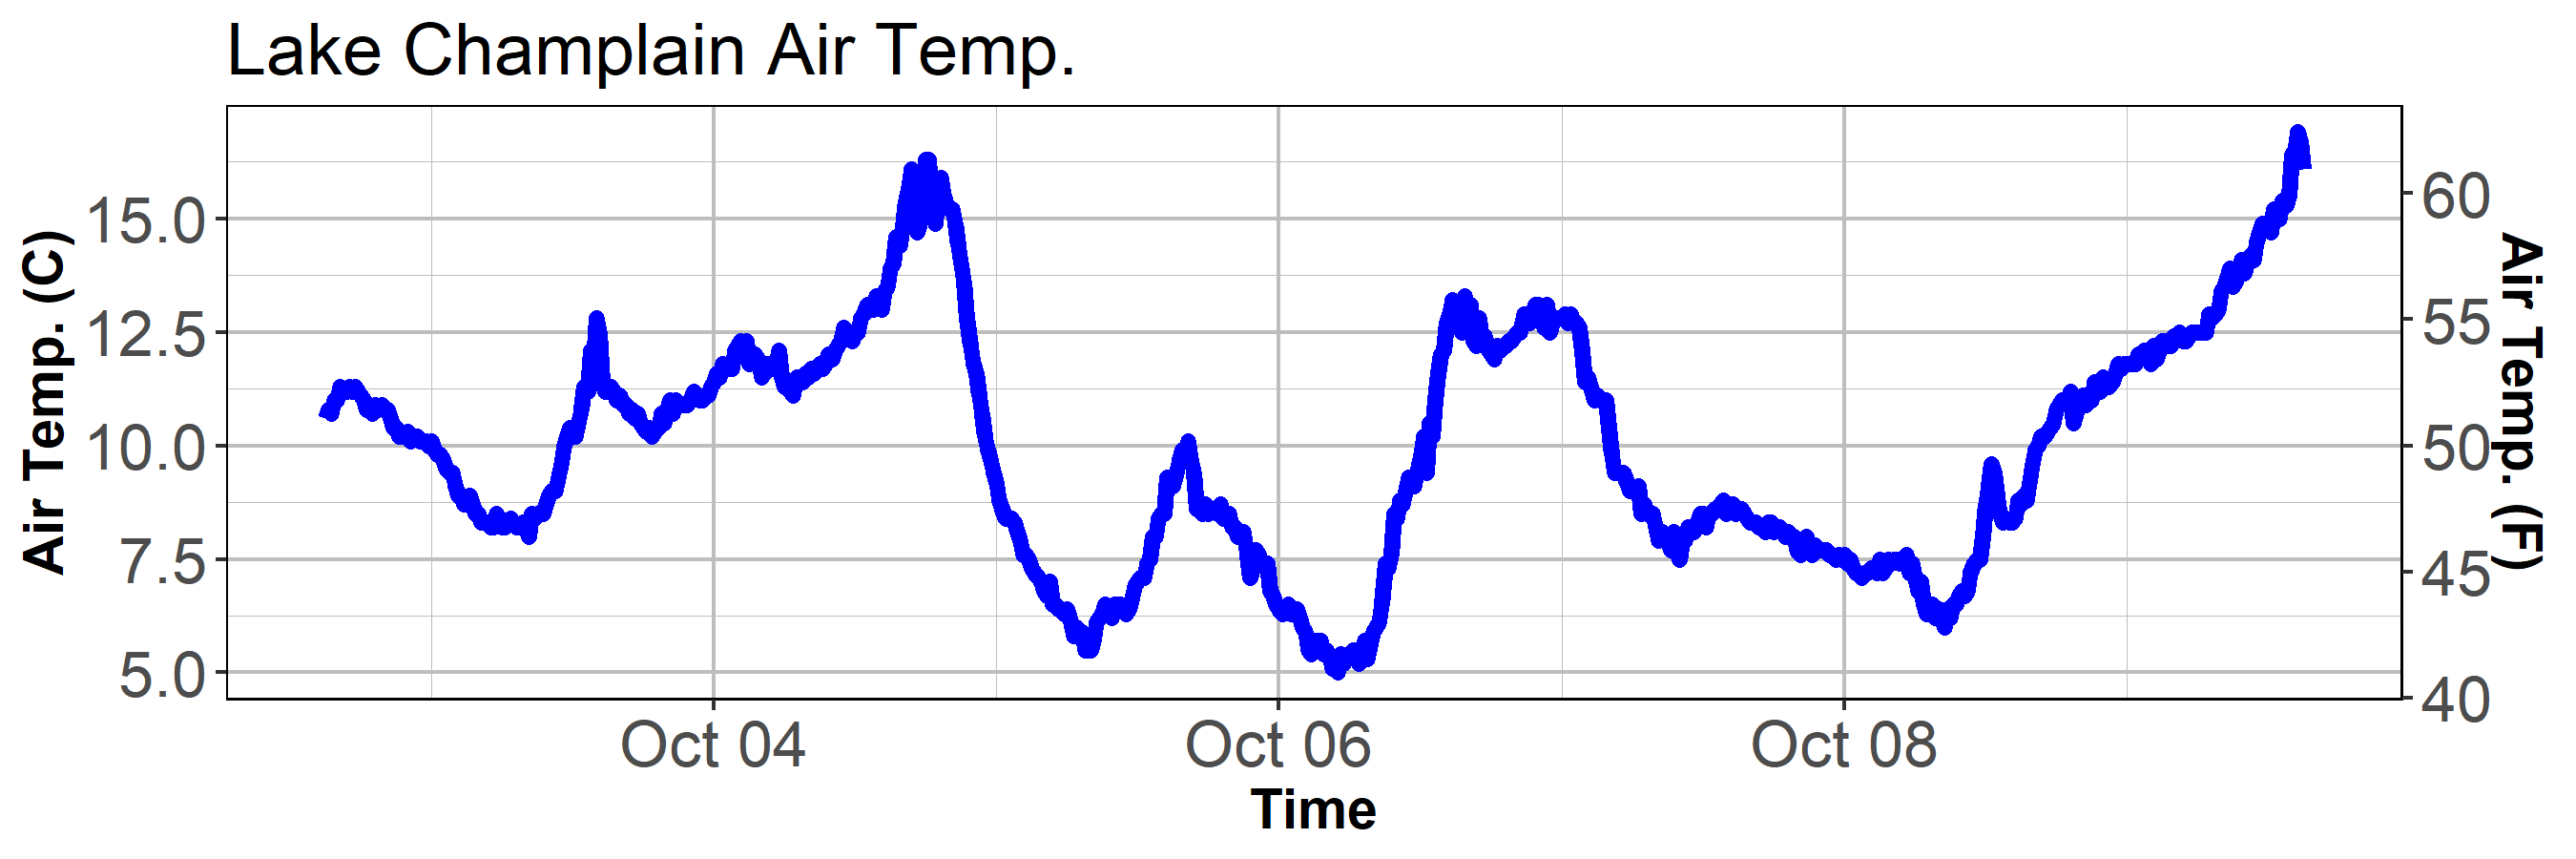 Lake Champlain Air Temp.
Air Temp. (C)
15.0
12.5
10.0
7.5
5.0
60
55
50
45
40
Air Temp. (F)
Oct 04
Oct 06
Oct 08
Time